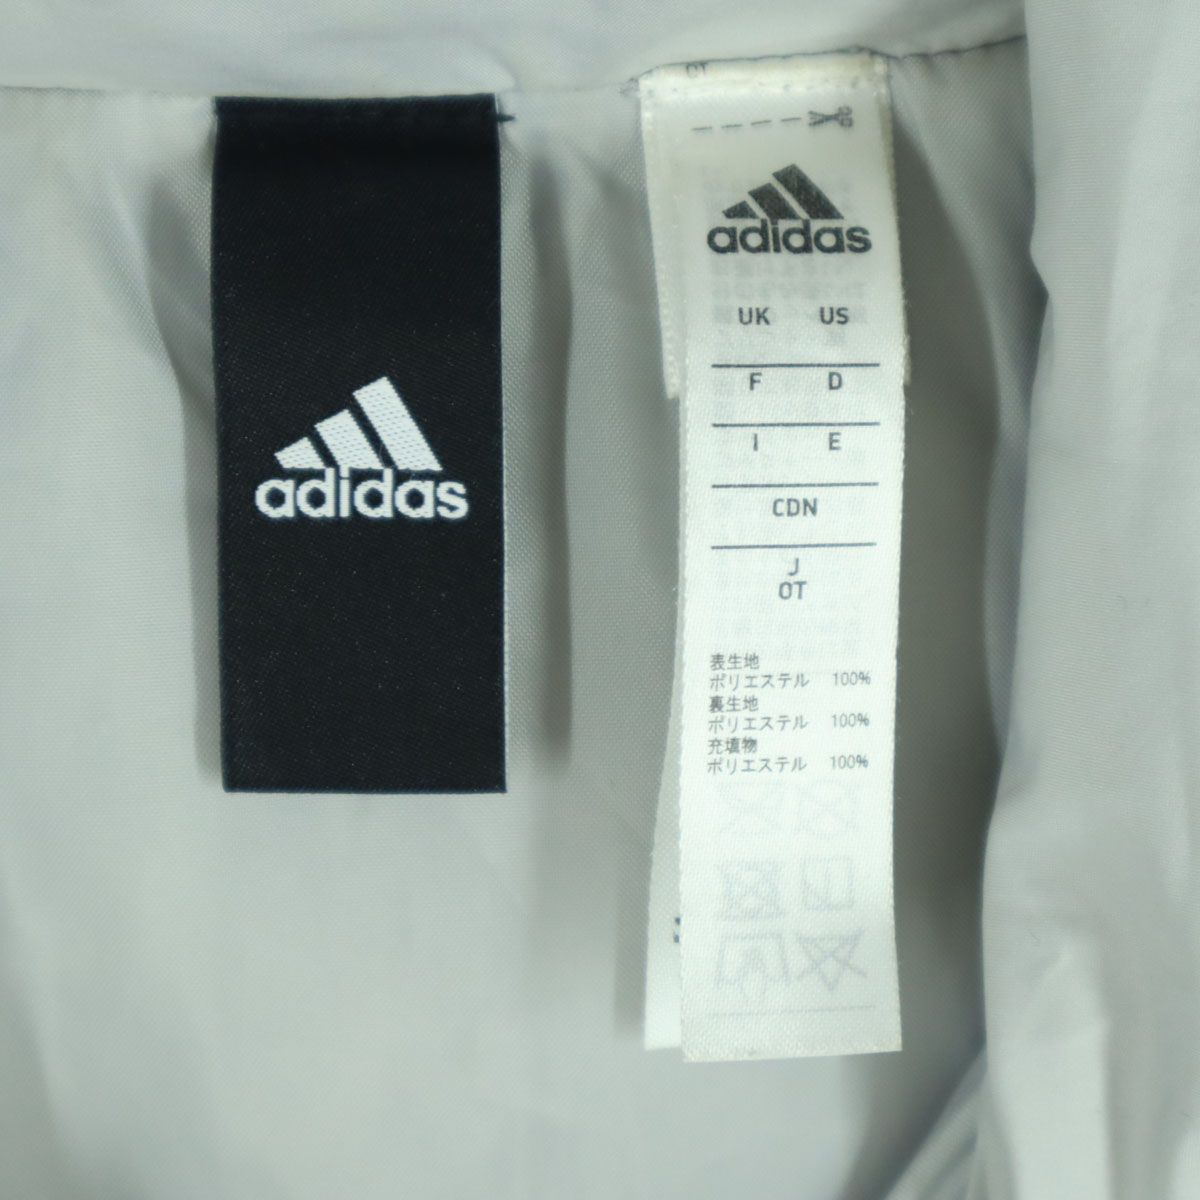 adidas
OT
adidas
UK US
F D
I E
CDN
J
OT
表生地
ポリエステル 100%
裏生地
ポリエステル 100%
充填物
ポリエステル 100%